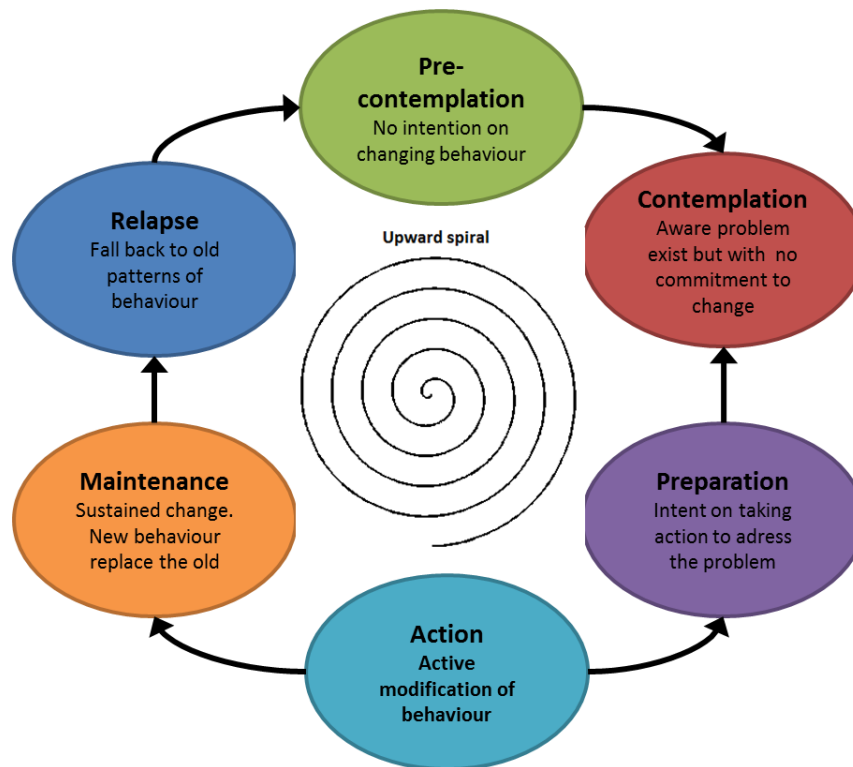 Pre-
contemplation
No intention on
changing behaviour
Contemplation
Aware problem
exist but with no
commitment to
change
Preparation
Intent on taking
action to adress
the problem
Action
Active
modification of
behaviour
Maintenance
Sustained change.
New behaviour
replace the old
Relapse
Fall back to old
patterns of
behaviour
Upward spiral